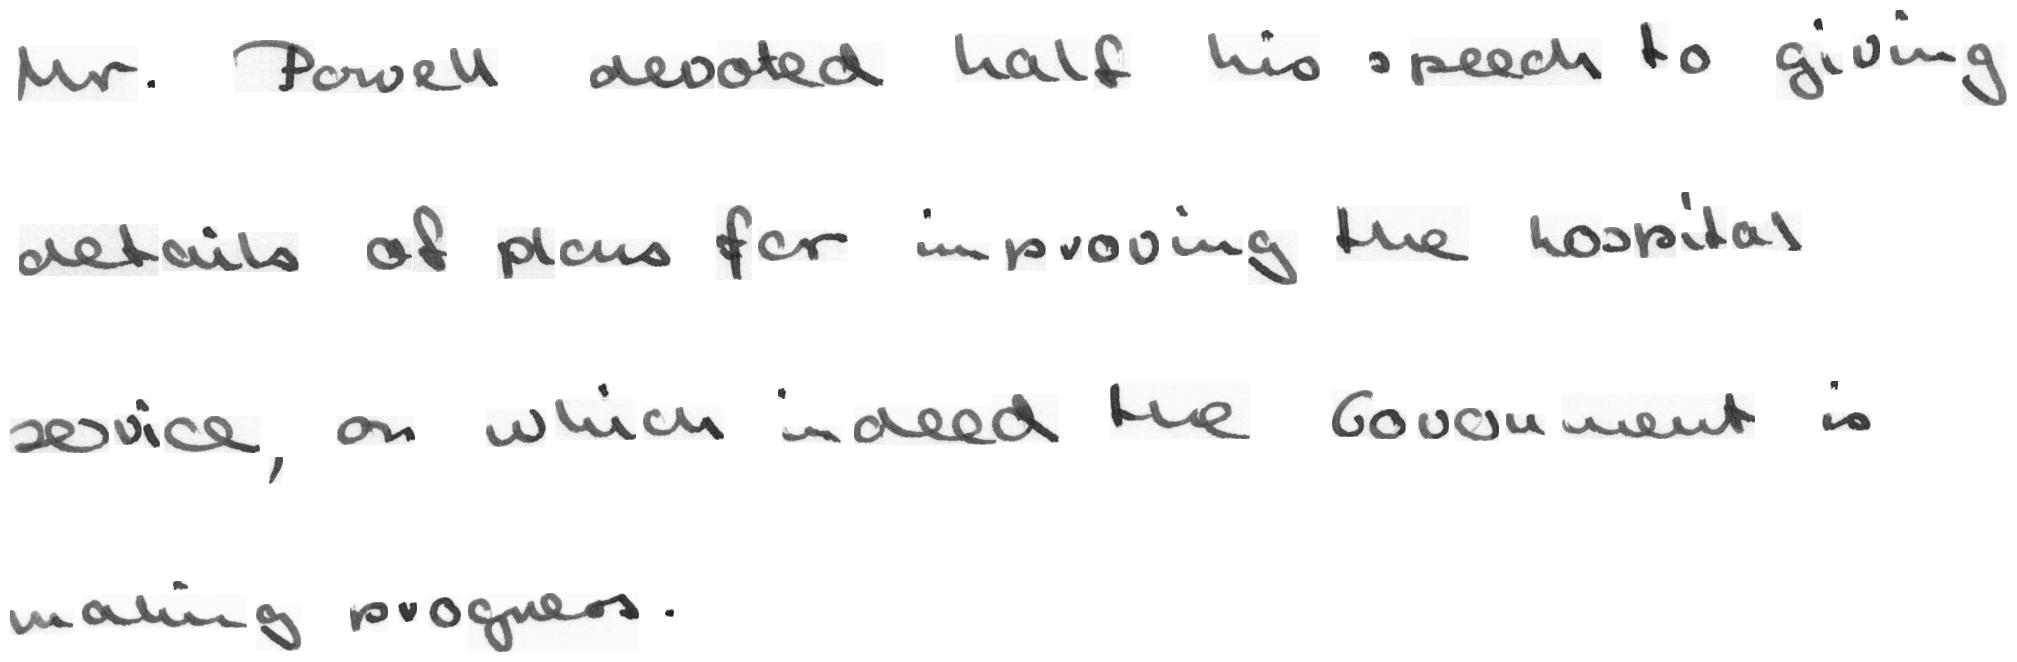 Mr. Powell devoted half his speech to giving
details of plans for improving the hospital
service, on which indeed the Government is
making progress.